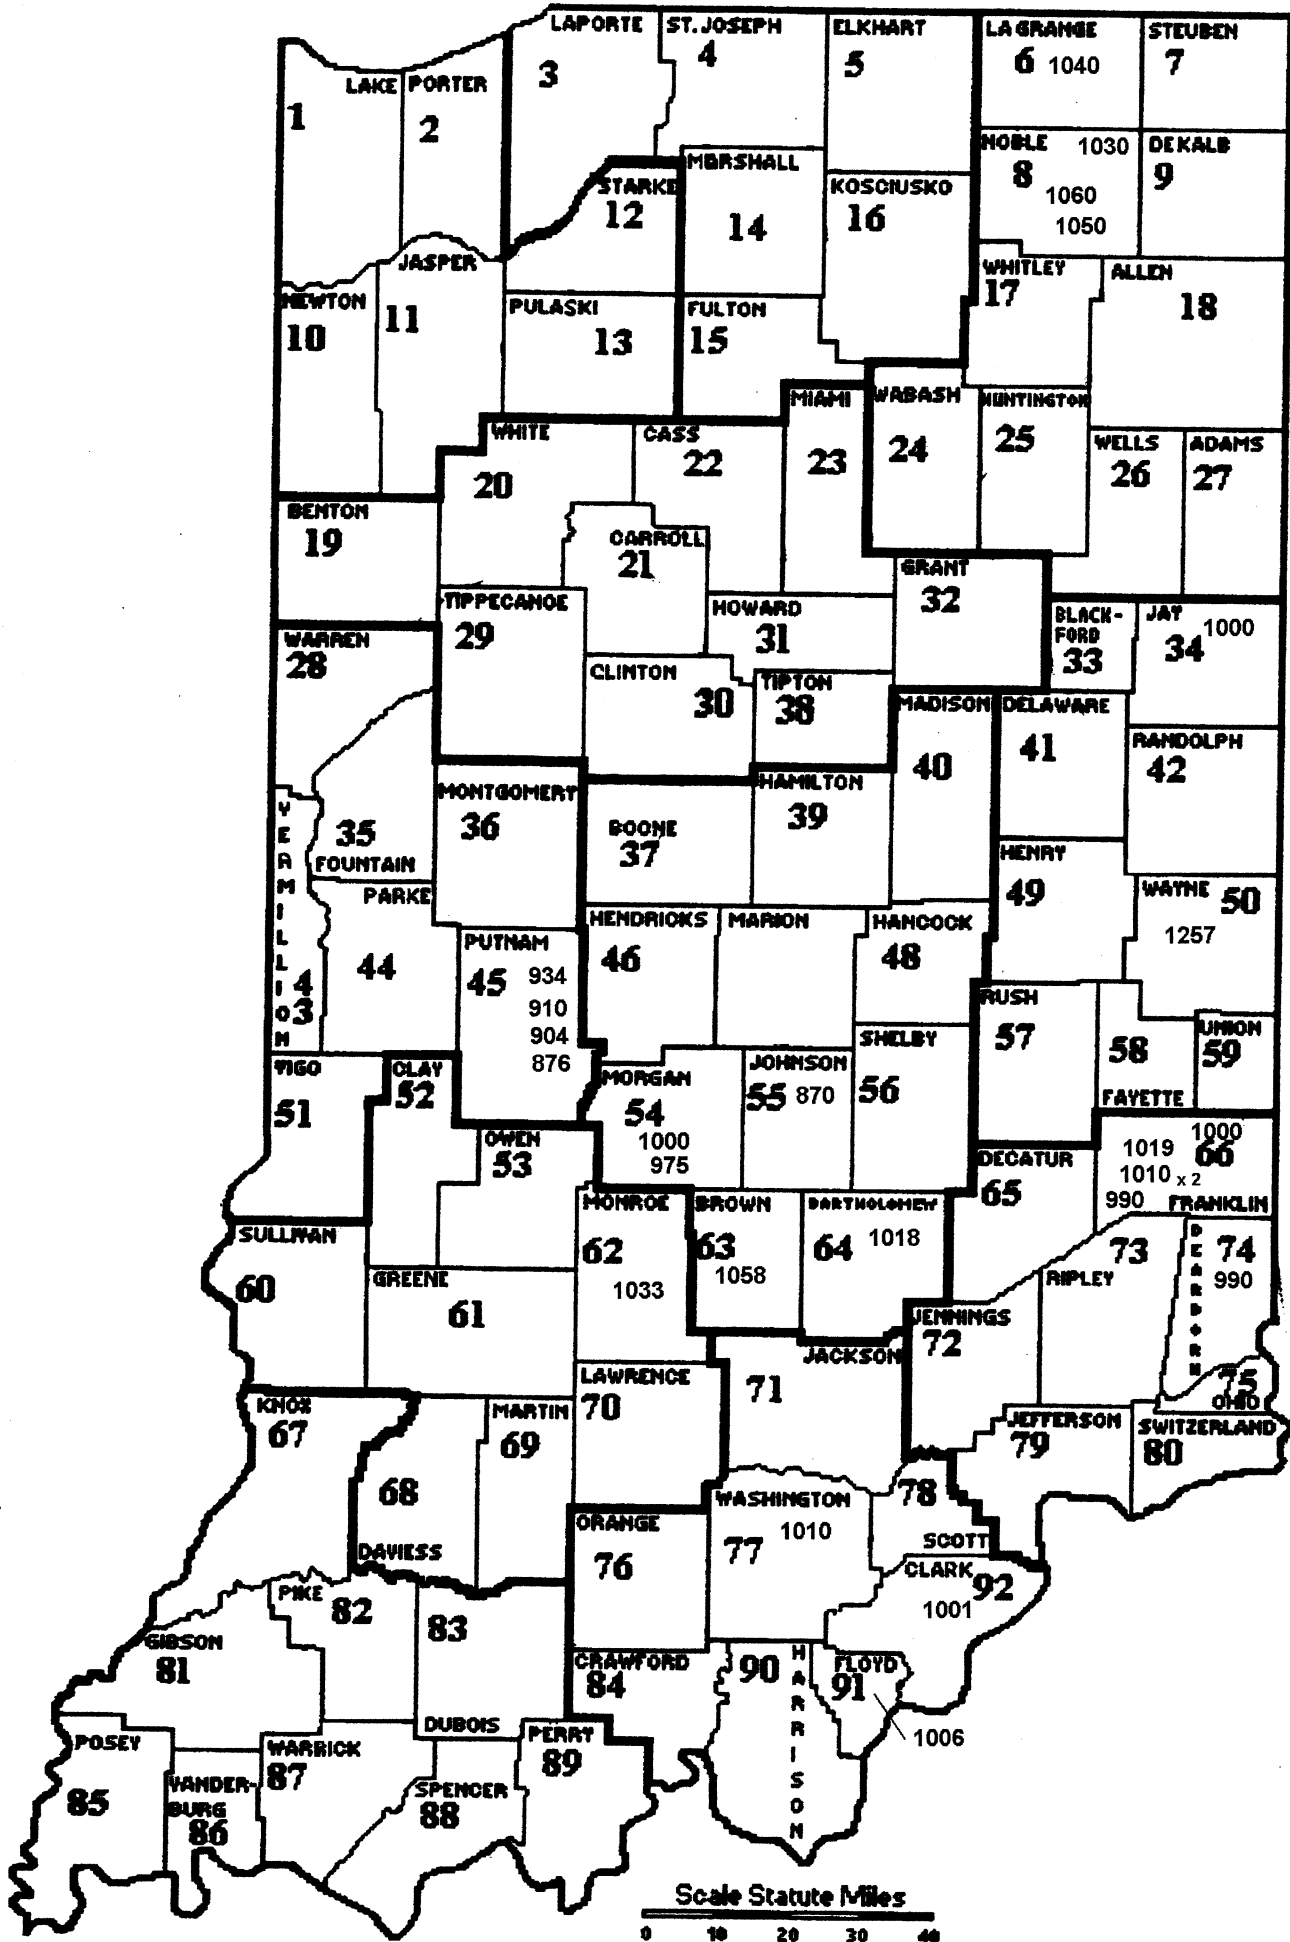 LAPORTE
3
ST. JOSEPH
4
ELKHART
5
LA GRANGE
6 1040
STEUBEN
7
LAKE
1
PORTER
2
NOBLE 1030
8
1060
1050
DE KALB
9
STARKE
12
MARSHALL
14
KOSCIUSKO
16
WHITLEY
17
ALLEN
18
NEWTON
10
JASPER
11
PULASKI
13
FULTON
15
MIAMI
23
WABASH
24
HUNTINGTON
25
WELLS
26
ADAMS
27
WHITE
20
CASS
22
BENTON
19
CARROLL
21
GRANT
32
TIPPECANOE
29
HOWARD
31
BLACK-
FORD
33
JAY 1000
34
WARREN
28
CLINTON
30
TIPTON
38
MADISON
40
DELAWARE
41
RANDOLPH
42
MONTGOMERY
36
BOONE
37
HAMILTON
39
35
FOUNTAIN
VERMILLION
43
HENRY
49
WAYNE 50
1257
PARKE
44
PUTNAM
45 934
910
904
876
HENDRICKS
46
MARION
HANCOCK
48
RUSH
57
58
FAYETTE
UNION
59
SHELBY
56
VIGO
51
CLAY
52
MORGAN
54
1000
975
JOHNSON
55 870
OWEN
53
DECATUR
65
1000
1019 66
1010 x 2
990
FRANKLIN
SULLIVAN
60
GREENE
61
MONROE
62
1033
BROWN
63
1058
BARTHOLOMEW
64 1018
73
RIPLEY
DEARBORN
74
990
JENNINGS
72
JACKSON
71
75
OHIO
KNOX
67
68
DAVIESS
MARTIN
69
LAWRENCE
70
JEFFERSON
79
SWITZERLAND
80
ORANGE
76
WASHINGTON
77 1010
78
SCOTT
CLARK
92
1001
PIKE
82
83
DUBOIS
GIBSON
81
CRAWFORD
84
90
HARRISON
FLOYD
91
1006
POSEY
85
VANDER-
BURG
86
WARRICK
87
SPENCER
88
PERRY
89
Scale Statute Miles
0 10 20 30 40